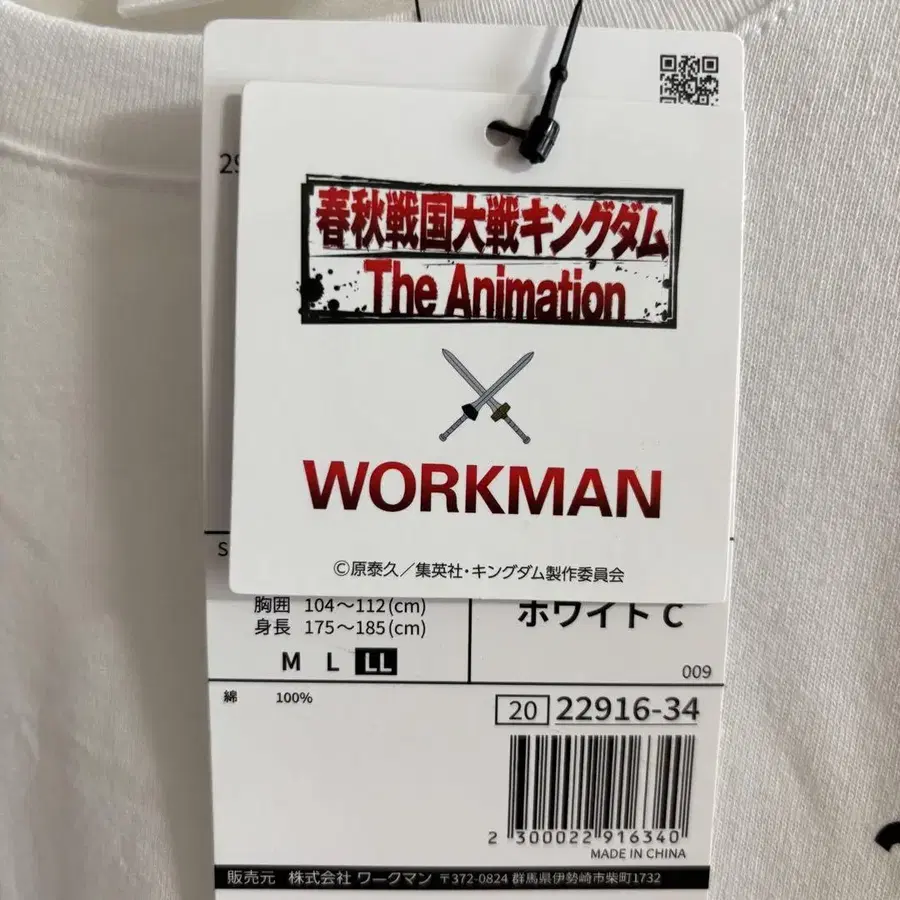 29
春秋戦国大戦キングダム
The Animation
WORKMAN
©原泰久／集英社・キングダム製作委員会
S
胸囲 104～112(cm)
身長 175～185(cm)
M L LL
ホワイト C
009
綿 100%
20 22916-34
2 300022 916340
MADE IN CHINA
販売元 株式会社 ワークマン 〒372-0824 群馬県伊勢崎市柴町1732